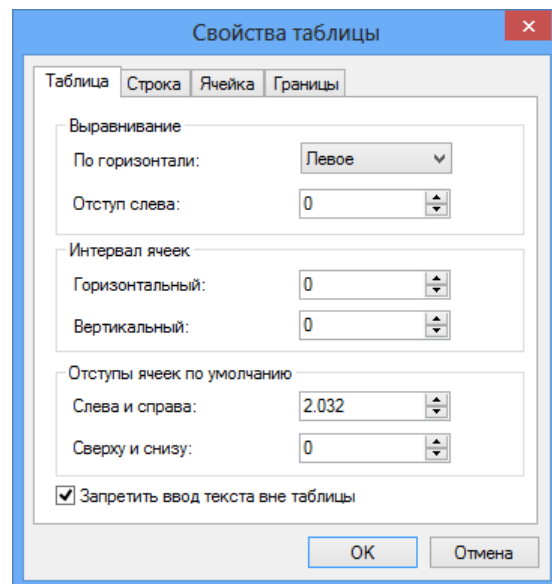 Свойства таблицы
Таблица Строка Ячейка Границы
Выравнивание
По горизонтали: Левое
Отступ слева: 0
Интервал ячеек
Горизонтальный: 0
Вертикальный: 0
Отступы ячеек по умолчанию
Слева и справа: 2.032
Сверху и снизу: 0
Запретить ввод текста вне таблицы
OK Отмена